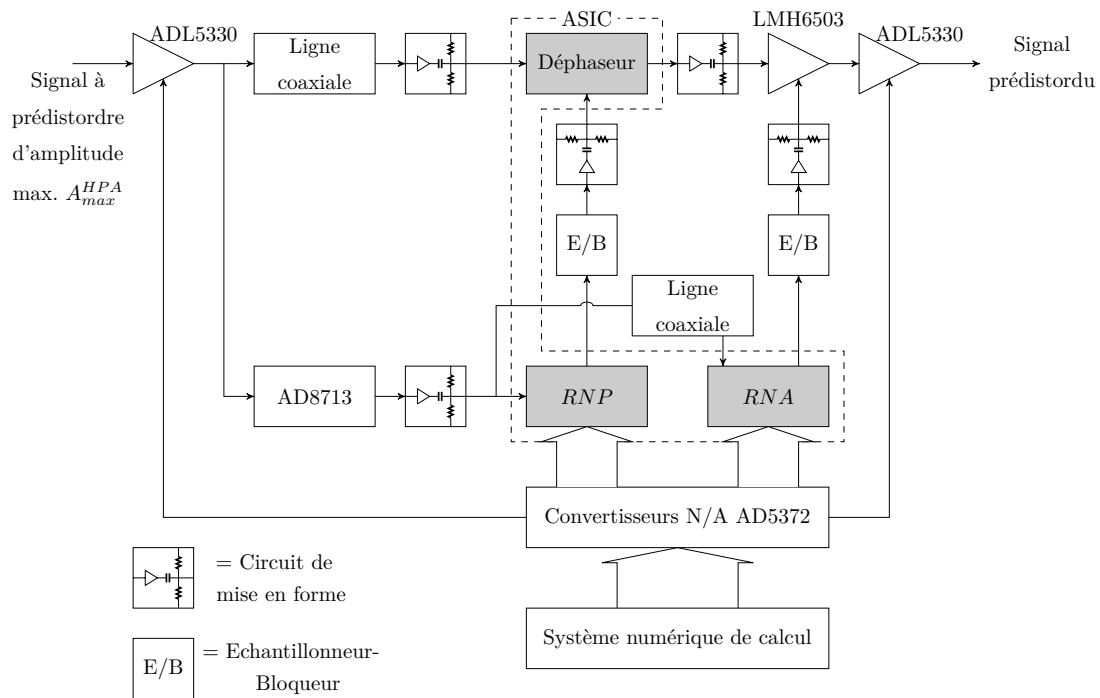 ADL5330
Ligne
coaxiale
ASIC
Déphaseur
LMH6503
ADL5330
Signal
prédistordu
Signal à
prédistordre
d'amplitude
max. $A_{max}^{HPA}$
E/B
E/B
Ligne
coaxiale
AD8713
RNP
RNA
Convertisseurs N/A AD5372
= Circuit de
mise en forme
Système numérique de calcul
E/B
= Echantillonneur-
Bloqueur